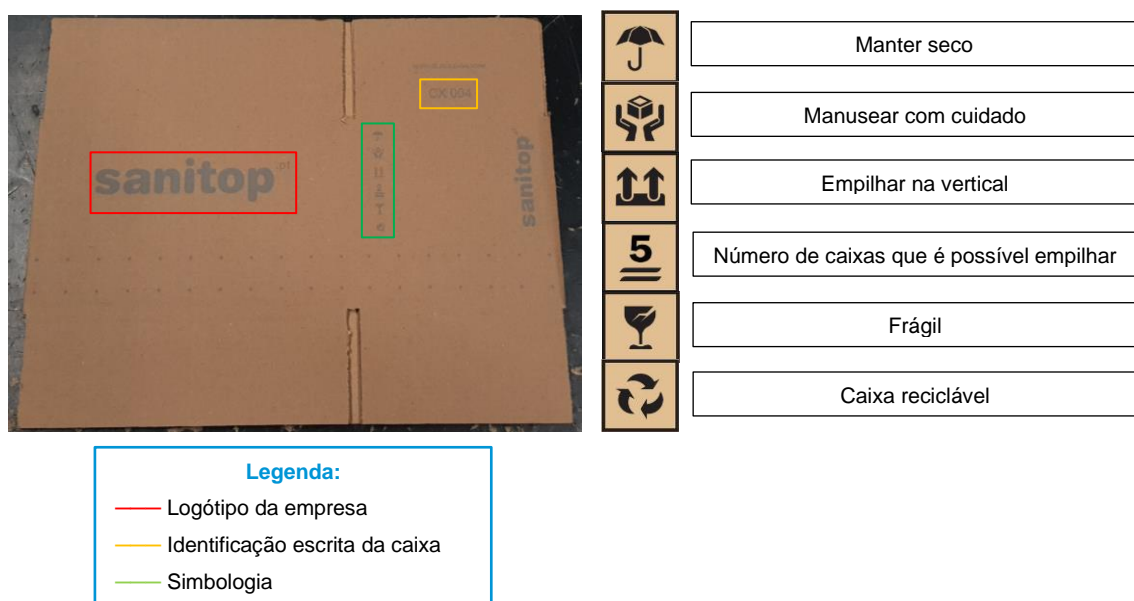 sanitop.pt
CX 004
sanitop
Manter seco
Manusear com cuidado
Empilhar na vertical
5
Número de caixas que é possível empilhar
Frágil
Caixa reciclável
Legenda:
Logótipo da empresa
Identificação escrita da caixa
Simbologia